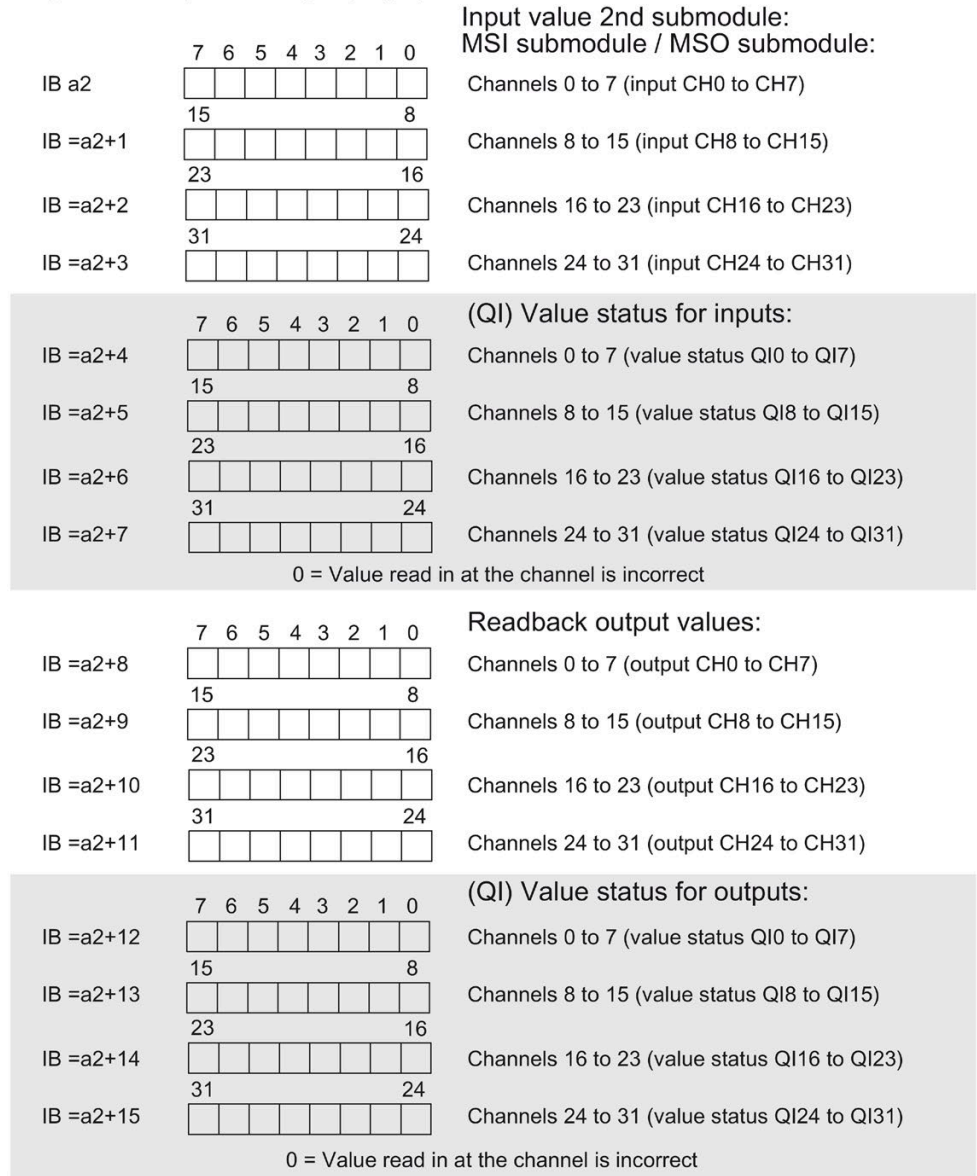 Input value 2nd submodule:
MSI submodule / MSO submodule:
7 6 5 4 3 2 1 0
IB a2 Channels 0 to 7 (input CH0 to CH7)
15 8
IB =a2+1 Channels 8 to 15 (input CH8 to CH15)
23 16
IB =a2+2 Channels 16 to 23 (input CH16 to CH23)
31 24
IB =a2+3 Channels 24 to 31 (input CH24 to CH31)
(QI) Value status for inputs:
7 6 5 4 3 2 1 0
IB =a2+4 Channels 0 to 7 (value status QI0 to QI7)
15 8
IB =a2+5 Channels 8 to 15 (value status QI8 to QI15)
23 16
IB =a2+6 Channels 16 to 23 (value status QI16 to QI23)
31 24
IB =a2+7 Channels 24 to 31 (value status QI24 to QI31)
0 = Value read in at the channel is incorrect
Readback output values:
7 6 5 4 3 2 1 0
IB =a2+8 Channels 0 to 7 (output CH0 to CH7)
15 8
IB =a2+9 Channels 8 to 15 (output CH8 to CH15)
23 16
IB =a2+10 Channels 16 to 23 (output CH16 to CH23)
31 24
IB =a2+11 Channels 24 to 31 (output CH24 to CH31)
(QI) Value status for outputs:
7 6 5 4 3 2 1 0
IB =a2+12 Channels 0 to 7 (value status QI0 to QI7)
15 8
IB =a2+13 Channels 8 to 15 (value status QI8 to QI15)
23 16
IB =a2+14 Channels 16 to 23 (value status QI16 to QI23)
31 24
IB =a2+15 Channels 24 to 31 (value status QI24 to QI31)
0 = Value read in at the channel is incorrect